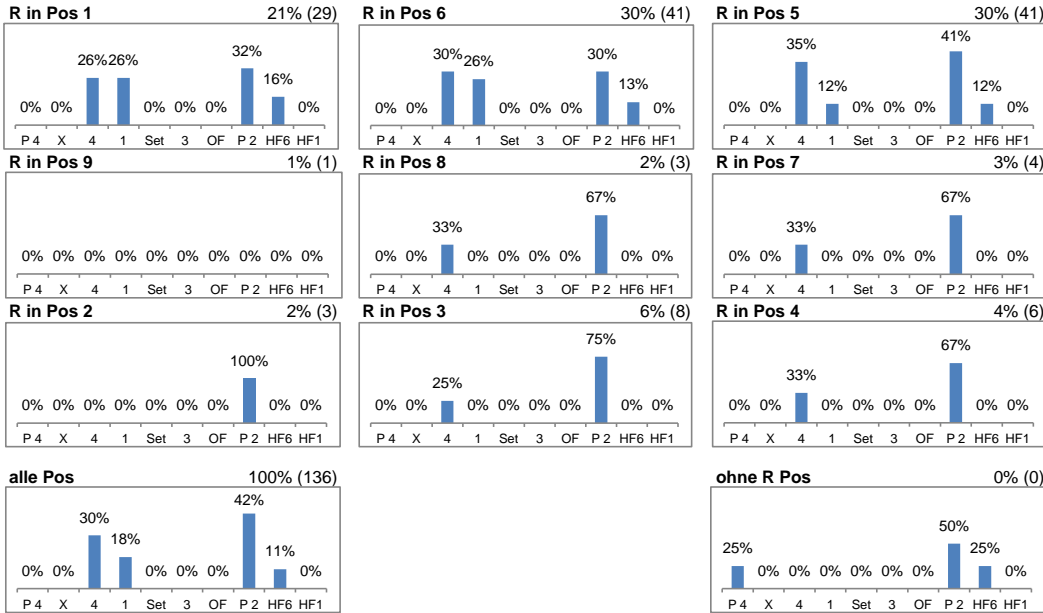 R in Pos 1 21% (29)
32%
26% 26%
16%
0% 0% 0% 0% 0% 0%
P 4 X 4 1 Set 3 OF P 2 HF6 HF1
R in Pos 6 30% (41)
30% 26% 30%
13%
0% 0% 0% 0% 0% 0%
P 4 X 4 1 Set 3 OF P 2 HF6 HF1
R in Pos 5 30% (41)
41%
35%
12% 12%
0% 0% 0% 0% 0% 0%
P 4 X 4 1 Set 3 OF P 2 HF6 HF1
R in Pos 9 1% (1)
0% 0% 0% 0% 0% 0% 0% 0% 0% 0%
P 4 X 4 1 Set 3 OF P 2 HF6 HF1
R in Pos 8 2% (3)
67%
33%
0% 0% 0% 0% 0% 0% 0% 0%
P 4 X 4 1 Set 3 OF P 2 HF6 HF1
R in Pos 7 3% (4)
67%
33%
0% 0% 0% 0% 0% 0% 0% 0%
P 4 X 4 1 Set 3 OF P 2 HF6 HF1
R in Pos 2 2% (3)
100%
0% 0% 0% 0% 0% 0% 0% 0% 0%
P 4 X 4 1 Set 3 OF P 2 HF6 HF1
R in Pos 3 6% (8)
75%
25%
0% 0% 0% 0% 0% 0% 0% 0%
P 4 X 4 1 Set 3 OF P 2 HF6 HF1
R in Pos 4 4% (6)
67%
33%
0% 0% 0% 0% 0% 0% 0% 0%
P 4 X 4 1 Set 3 OF P 2 HF6 HF1
alle Pos 100% (136)
42%
30%
18%
11%
0% 0% 0% 0% 0% 0%
P 4 X 4 1 Set 3 OF P 2 HF6 HF1
ohne R Pos 0% (0)
50%
25% 25%
0% 0% 0% 0% 0% 0% 0%
P 4 X 4 1 Set 3 OF P 2 HF6 HF1